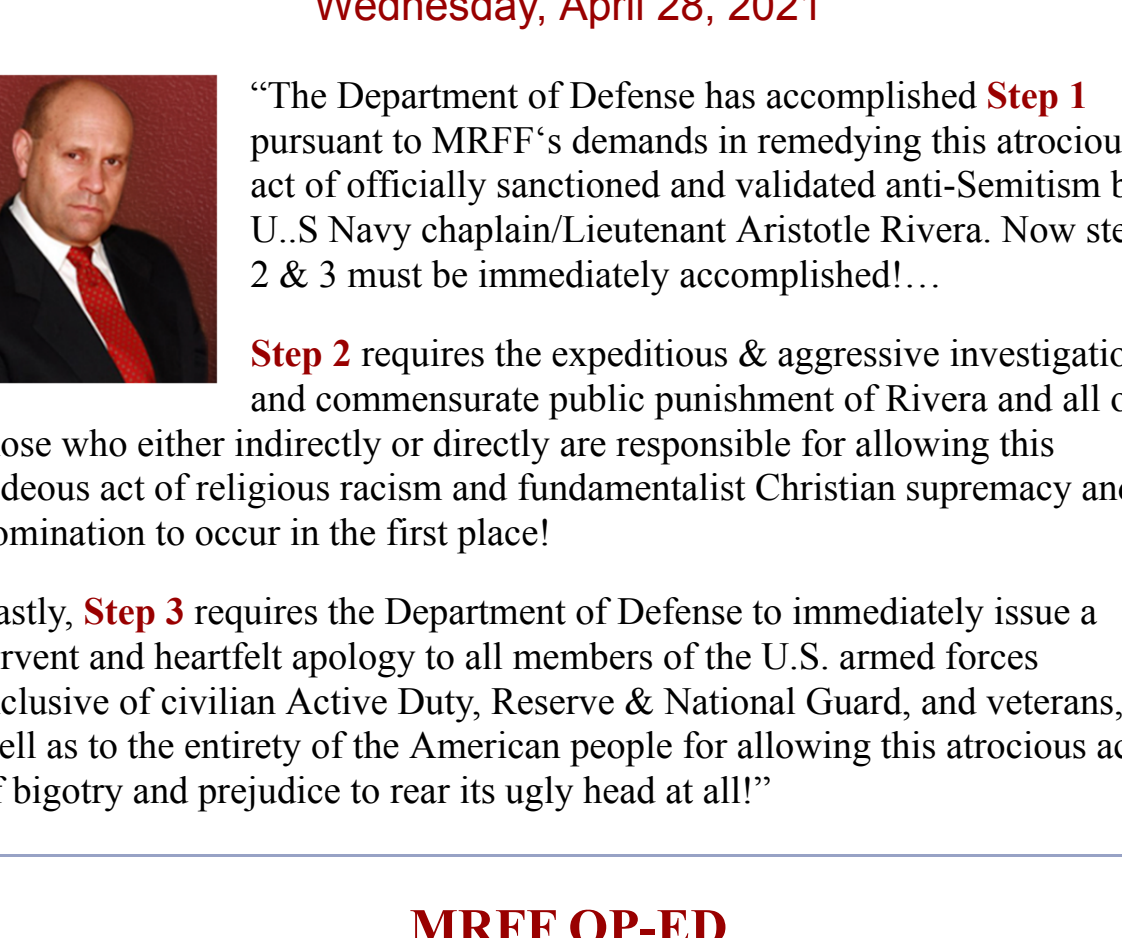 Wednesday, April 28, 2021
“The Department of Defense has accomplished Step 1
pursuant to MRFF‘s demands in remedying this atrociou
act of officially sanctioned and validated anti-Semitism b
U..S Navy chaplain/Lieutenant Aristotle Rivera. Now ste
2 & 3 must be immediately accomplished!…
Step 2 requires the expeditious & aggressive investigatio
and commensurate public punishment of Rivera and all o
ose who either indirectly or directly are responsible for allowing this
deous act of religious racism and fundamentalist Christian supremacy and
omination to occur in the first place!
astly, Step 3 requires the Department of Defense to immediately issue a
rvent and heartfelt apology to all members of the U.S. armed forces
clusive of civilian Active Duty, Reserve & National Guard, and veterans,
ell as to the entirety of the American people for allowing this atrocious ac
f bigotry and prejudice to rear its ugly head at all!”
MRFF OP-ED